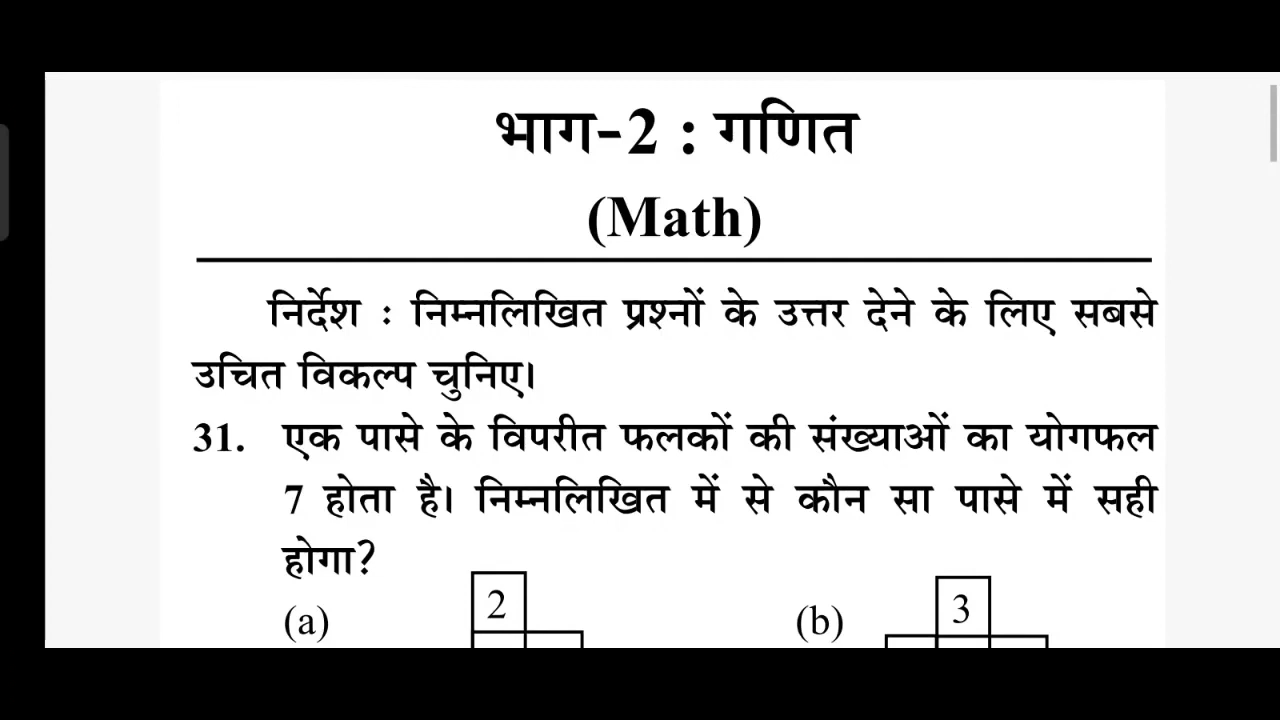 भाग-2 : गणित
(Math)
निर्देश : निम्नलिखित प्रश्नों के उत्तर देने के लिए सबसे
उचित विकल्प चुनिए।
31. एक पासे के विपरीत फलकों की संख्याओं का योगफल
7 होता है। निम्नलिखित में से कौन सा पासे में सही
होगा?
(a) 2 (b) 3